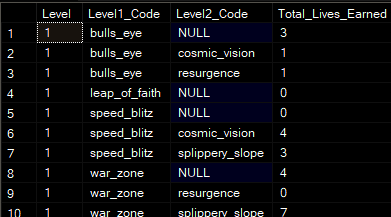 Level Level1_Code Level2_Code Total_Lives_Earned
1 1 bulls_eye NULL 3
2 1 bulls_eye cosmic_vision 1
3 1 bulls_eye resurgence 1
4 1 leap_of_faith NULL 0
5 1 speed_blitz NULL 0
6 1 speed_blitz cosmic_vision 4
7 1 speed_blitz splippery_slope 3
8 1 war_zone NULL 4
9 1 war_zone resurgence 0
10 1 war_zone splippery_slope 7